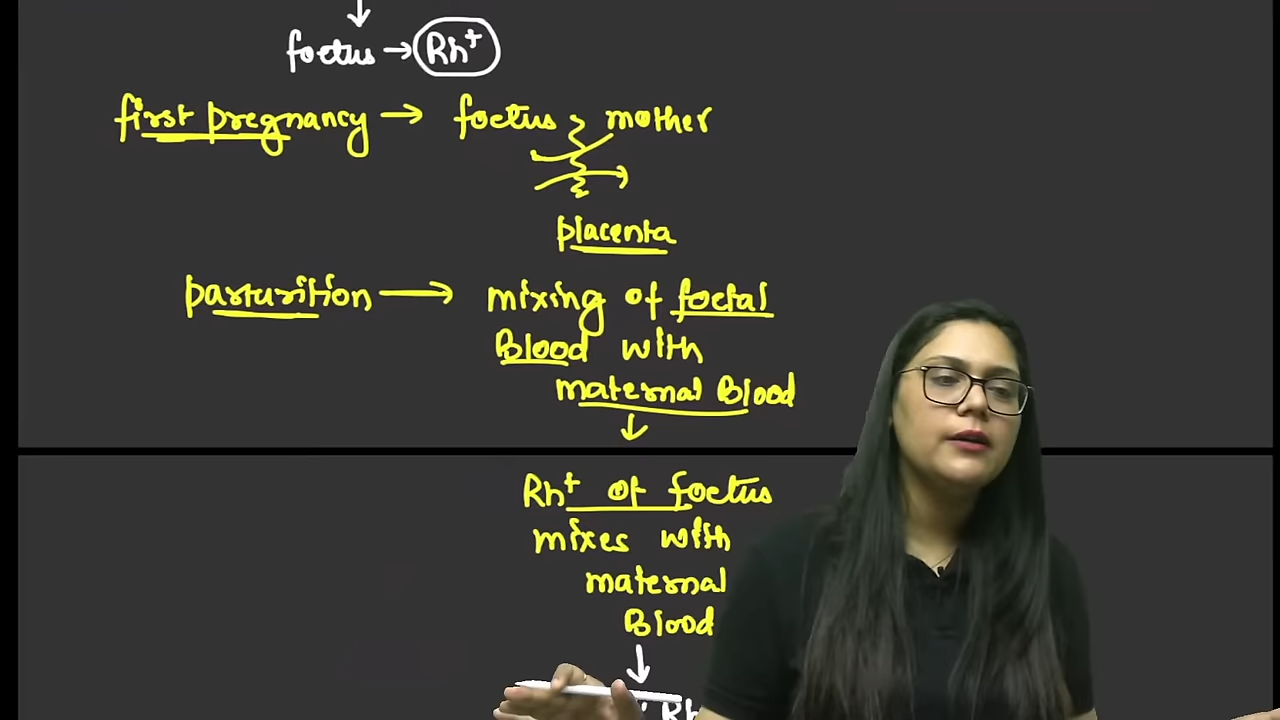 foetus → Rh⁺
first pregnancy → foetus mother
placenta
parturition → mixing of foetal
Blood with
maternal Blood
↓
Rh⁺ of foetus
mixes with
maternal
Blood
↓
Rh